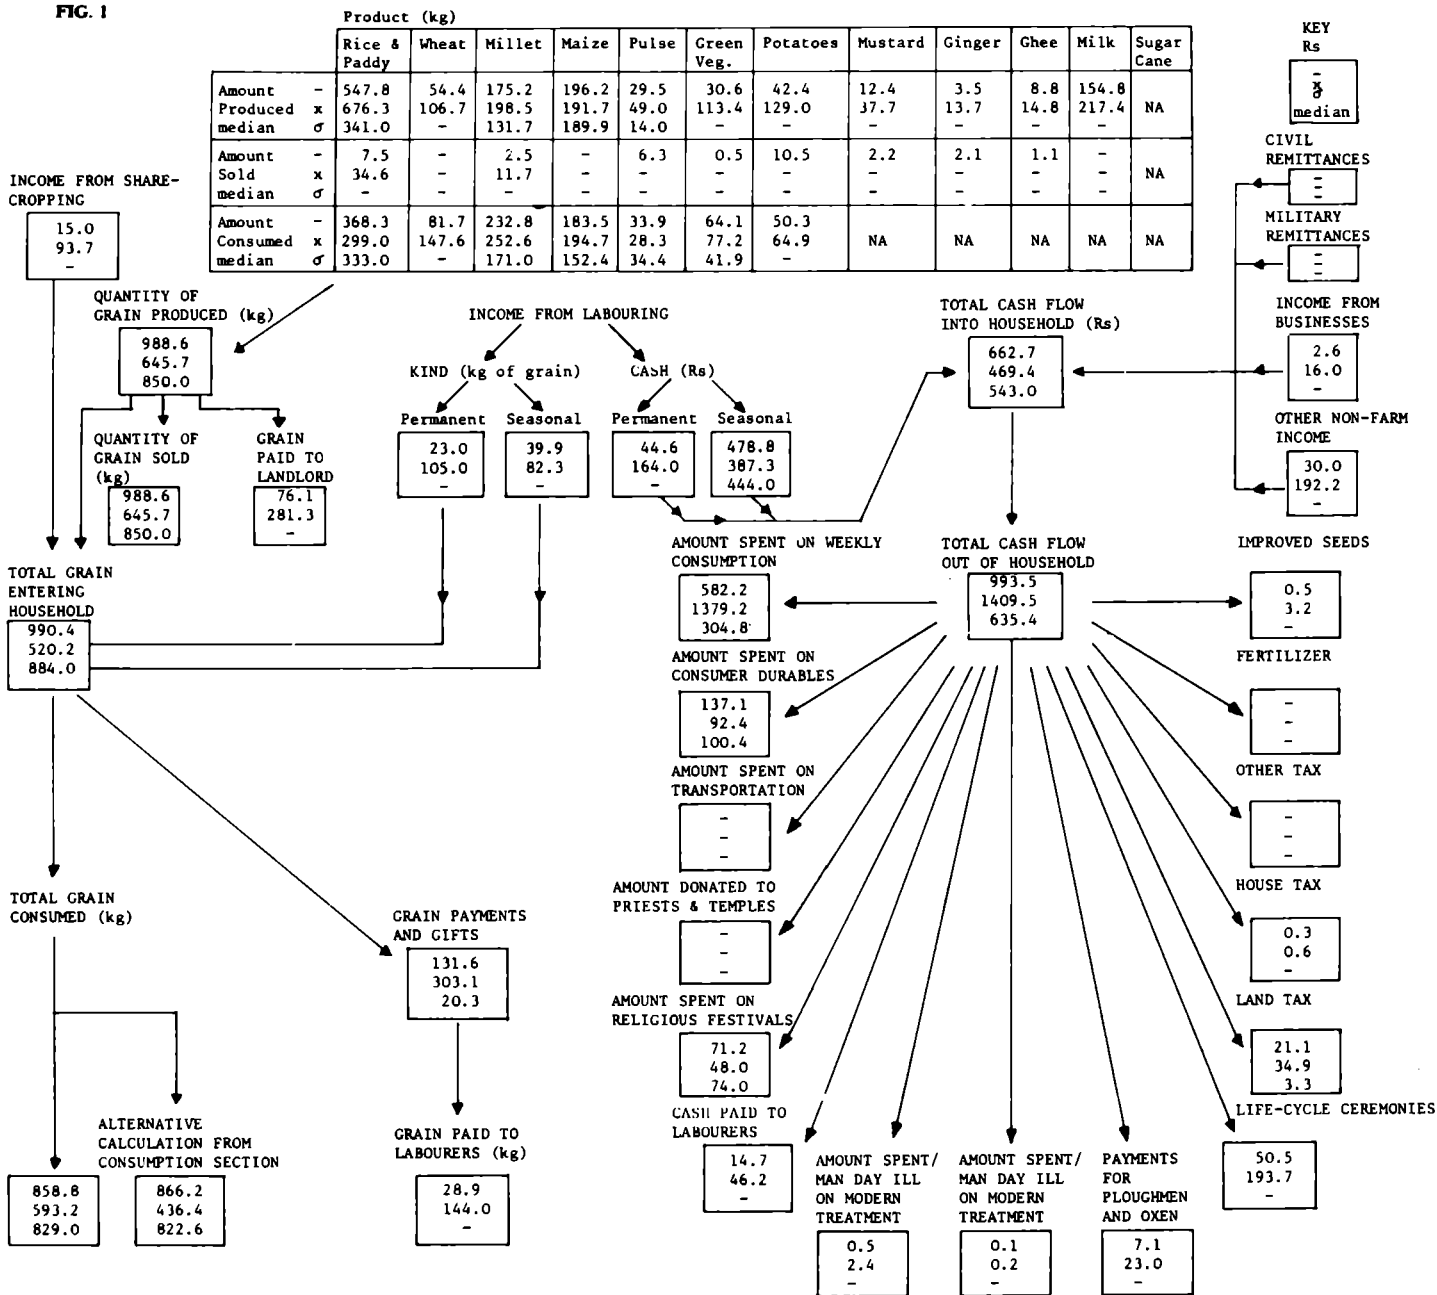 FIG. 1
Product (kg)
Rice & Paddy Wheat Millet Maize Pulse Green Veg. Potatoes Mustard Ginger Ghee Milk Sugar Cane
Amount - 547.8 54.4 175.2 196.2 29.5 30.6 42.4 12.4 3.5 8.8 154.8
Produced x 676.3 106.7 198.5 191.7 49.0 113.4 129.0 37.7 13.7 14.8 217.4 NA
median σ 341.0 - 131.7 189.9 14.0 - - - - - -
Amount - 7.5 - 2.5 - 6.3 0.5 10.5 2.2 2.1 1.1 -
Sold x 34.6 - 11.7 - - - - - - - - NA
median σ - - - - - - - - - - -
Amount - 368.3 81.7 232.8 183.5 33.9 64.1 50.3
Consumed x 299.0 147.6 252.6 194.7 28.3 77.2 64.9 NA NA NA NA NA
median σ 333.0 - 171.0 152.4 34.4 41.9 -
KEY
Rs
-
x
σ
median
CIVIL
REMITTANCES
-
-
-
MILITARY
REMITTANCES
-
-
-
INCOME FROM
BUSINESSES
2.6
16.0
-
OTHER NON-FARM
INCOME
30.0
192.2
-
INCOME FROM SHARE-
CROPPING
15.0
93.7
-
QUANTITY OF
GRAIN PRODUCED (kg)
988.6
645.7
850.0
QUANTITY OF
GRAIN SOLD
(kg)
988.6
645.7
850.0
GRAIN
PAID TO
LANDLORD
76.1
281.3
-
INCOME FROM LABOURING
KIND (kg of grain)
CASH (Rs)
Permanent
23.0
105.0
-
Seasonal
39.9
82.3
-
Permanent
44.6
164.0
-
Seasonal
478.8
387.3
444.0
TOTAL CASH FLOW
INTO HOUSEHOLD (Rs)
662.7
469.4
543.0
TOTAL GRAIN
ENTERING
HOUSEHOLD
990.4
520.2
884.0
TOTAL CASH FLOW
OUT OF HOUSEHOLD
993.5
1409.5
635.4
AMOUNT SPENT ON WEEKLY
CONSUMPTION
582.2
1379.2
304.8
AMOUNT SPENT ON
CONSUMER DURABLES
137.1
92.4
100.4
AMOUNT SPENT ON
TRANSPORTATION
-
-
-
AMOUNT DONATED TO
PRIESTS & TEMPLES
-
-
-
AMOUNT SPENT ON
RELIGIOUS FESTIVALS
71.2
48.0
74.0
CASH PAID TO
LABOURERS
14.7
46.2
-
AMOUNT SPENT/
MAN DAY ILL
ON MODERN
TREATMENT
0.5
2.4
-
AMOUNT SPENT/
MAN DAY ILL
ON MODERN
TREATMENT
0.1
0.2
-
PAYMENTS
FOR
PLOUGHMEN
AND OXEN
7.1
23.0
-
IMPROVED SEEDS
0.5
3.2
-
FERTILIZER
-
-
-
OTHER TAX
-
-
-
HOUSE TAX
0.3
0.6
-
LAND TAX
21.1
34.9
3.3
LIFE-CYCLE CEREMONIES
50.5
193.7
-
TOTAL GRAIN
CONSUMED (kg)
858.8
593.2
829.0
ALTERNATIVE
CALCULATION FROM
CONSUMPTION SECTION
866.2
436.4
822.6
GRAIN PAYMENTS
AND GIFTS
131.6
303.1
20.3
GRAIN PAID TO
LABOURERS (kg)
28.9
144.0
-